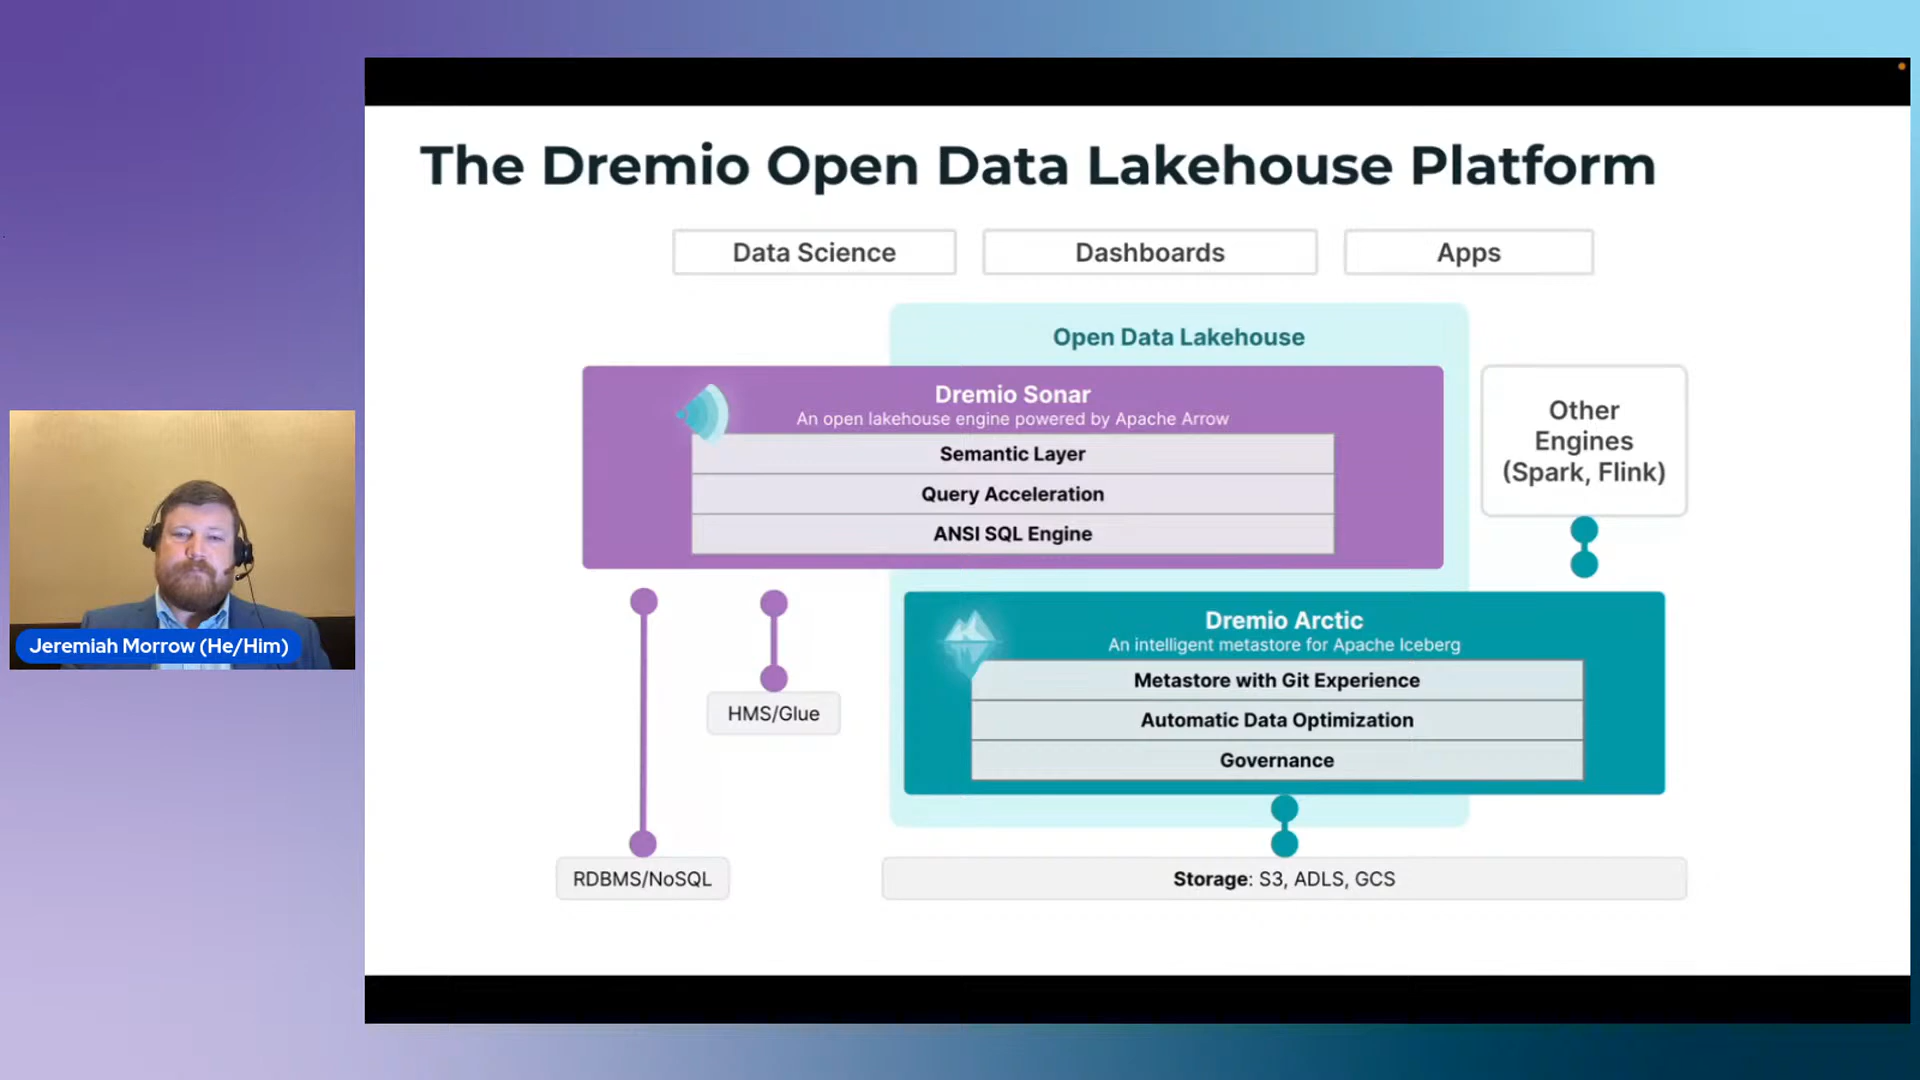 The Dremio Open Data Lakehouse Platform
Data Science
Dashboards
Apps
Open Data Lakehouse
Dremio Sonar
An open lakehouse engine powered by Apache Arrow
Semantic Layer
Query Acceleration
ANSI SQL Engine
Other
Engines
(Spark, Flink)
Dremio Arctic
An intelligent metastore for Apache Iceberg
Metastore with Git Experience
Automatic Data Optimization
Governance
HMS/Glue
RDBMS/NoSQL
Storage: S3, ADLS, GCS
Jeremiah Morrow (He/Him)